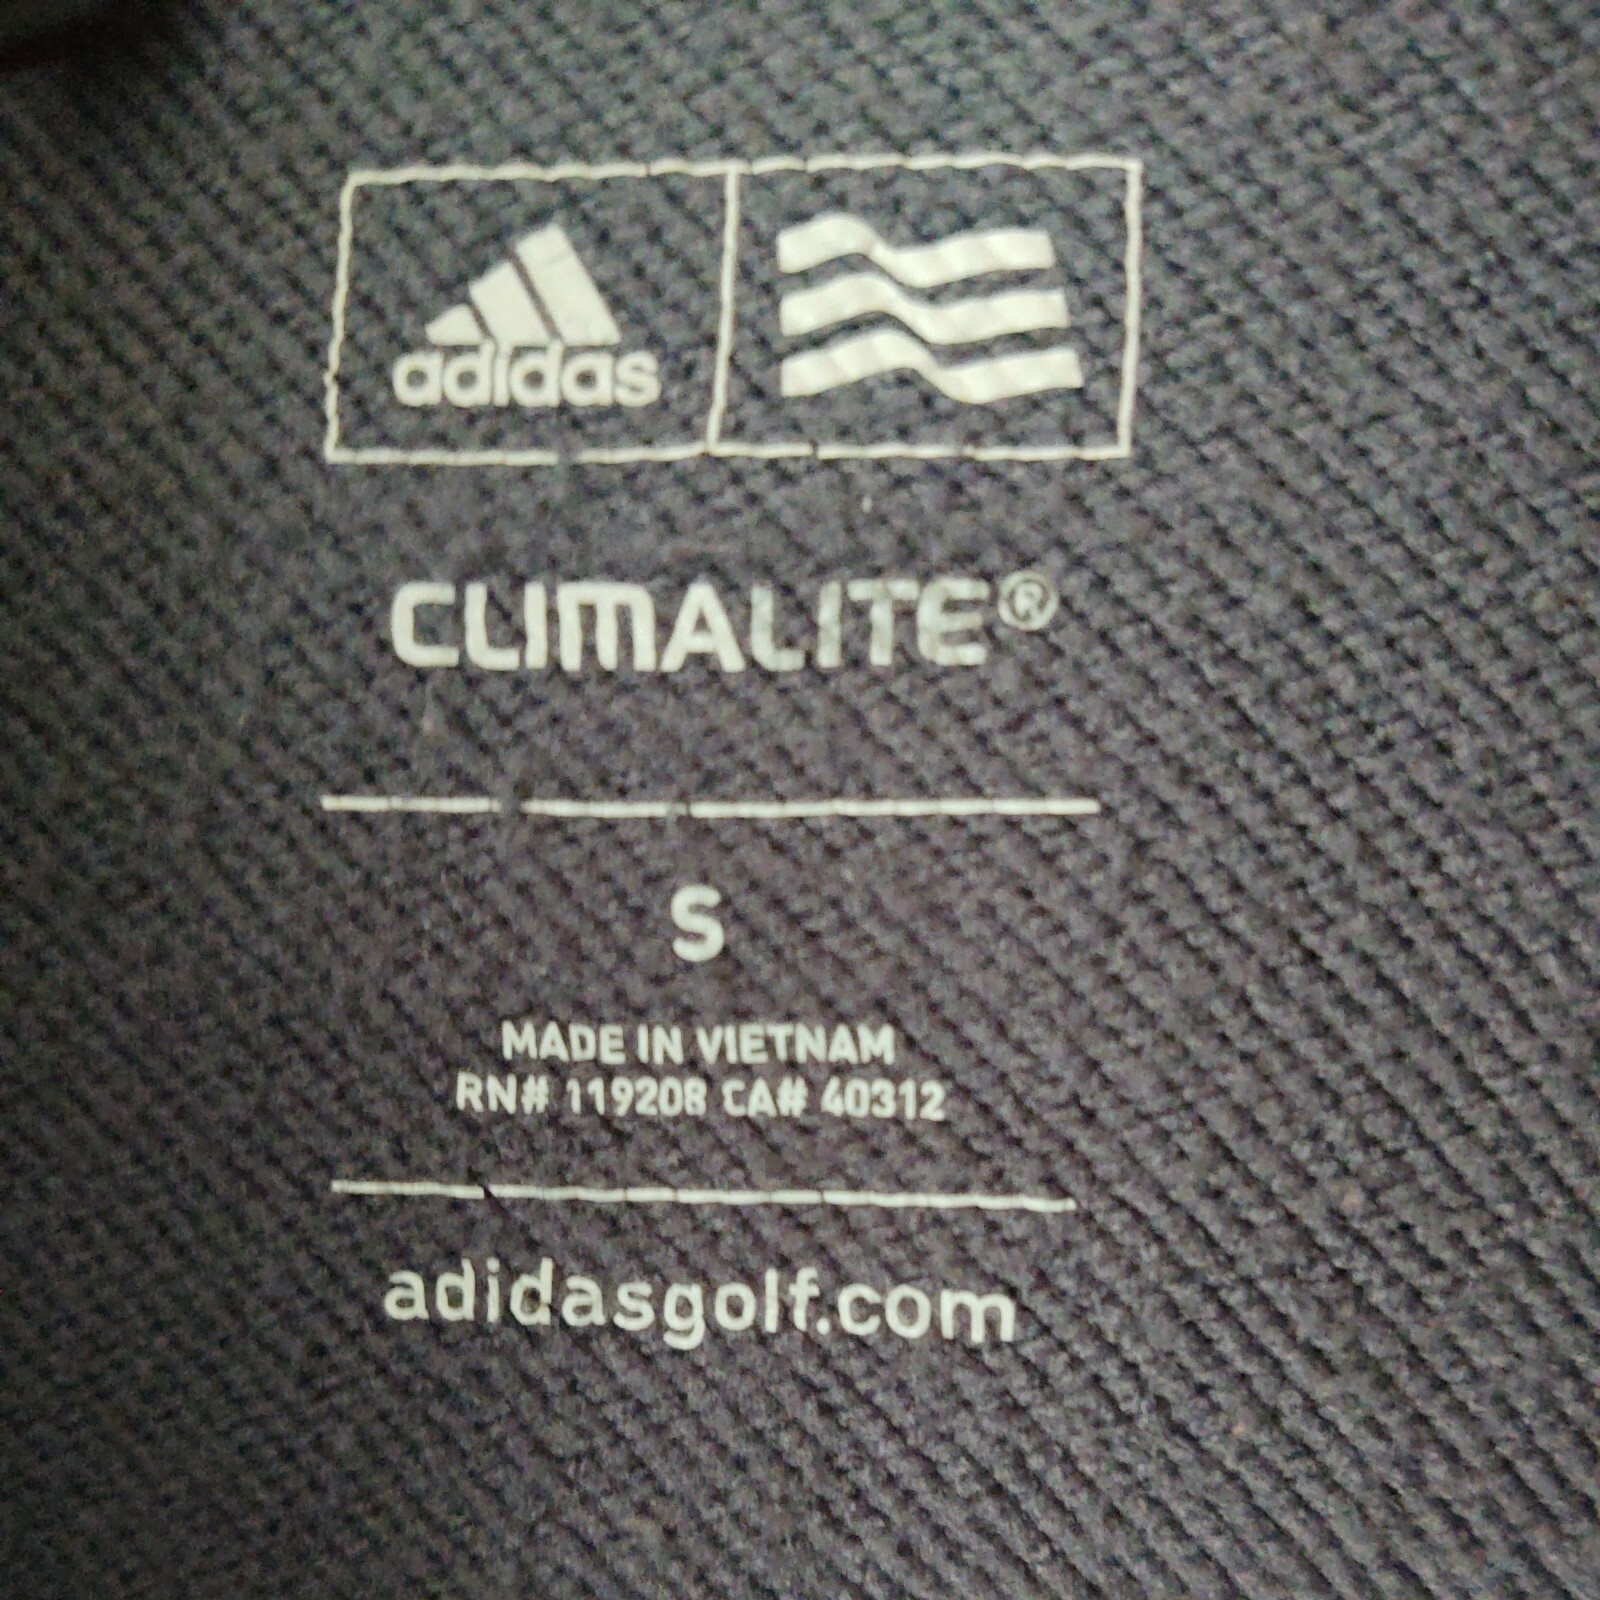 adidas
CLIMALITE®
S
MADE IN VIETNAM
RN# 119208 CA# 40312
adidasgolf.com